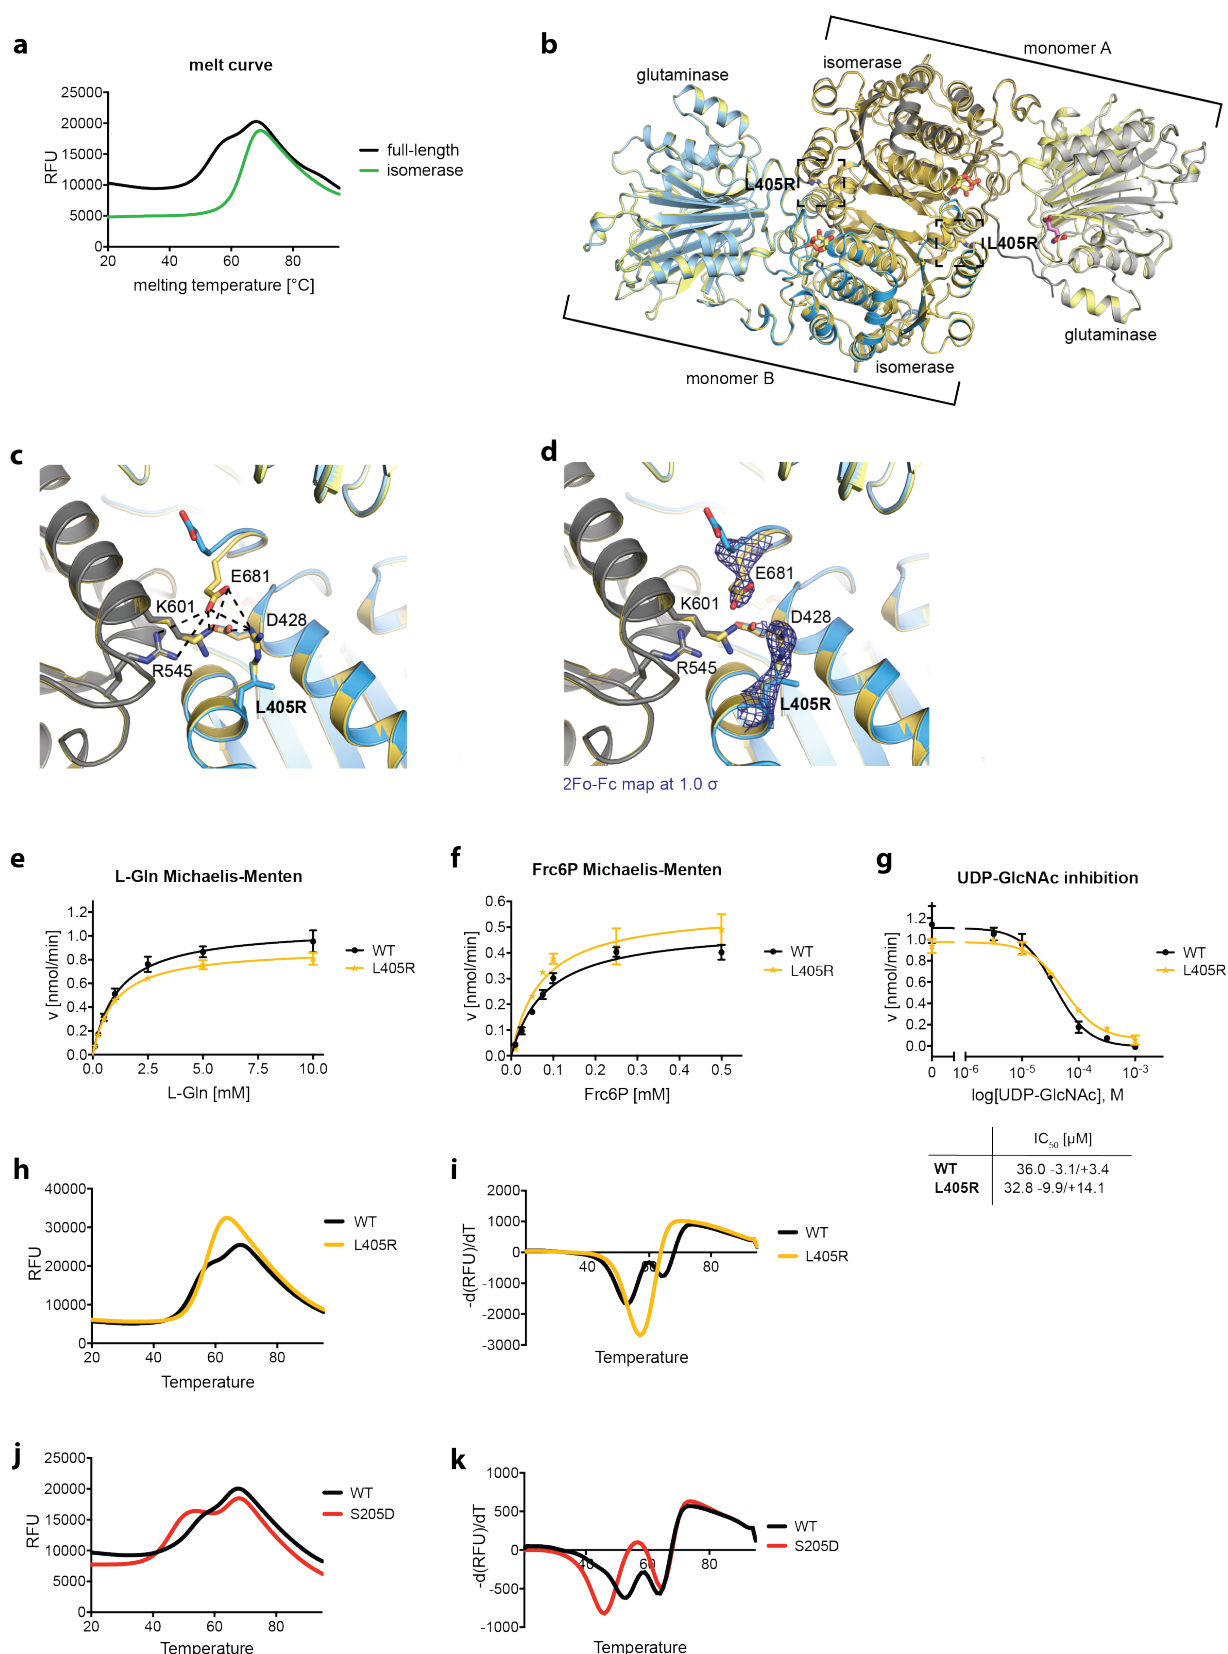 a
melt curve
25000
20000
15000
10000
5000
0
RFU
20 40 60 80
melting temperature [°C]
full-length
isomerase
b
monomer A
isomerase
glutaminase
L405R
L405R
glutaminase
isomerase
monomer B
c
E681
K601
D428
R545
L405R
d
E681
K601
D428
R545
L405R
2Fo-Fc map at 1.0 σ
e
L-Gln Michaelis-Menten
1.2
1.0
0.8
0.6
0.4
0.2
0.0
v [nmol/min]
0.0 2.5 5.0 7.5 10.0
L-Gln [mM]
WT
L405R
f
Frc6P Michaelis-Menten
0.6
0.5
0.4
0.3
0.2
0.1
0.0
v [nmol/min]
0.0 0.1 0.2 0.3 0.4 0.5
Frc6P [mM]
WT
L405R
g
UDP-GlcNAc inhibition
1.2
1.0
0.8
0.6
0.4
0.2
0.0
v [nmol/min]
0 10⁻⁶ 10⁻⁵ 10⁻⁴ 10⁻³
log[UDP-GlcNAc], M
WT
L405R
IC₅₀ [µM]
WT 36.0 -3.1/+3.4
L405R 32.8 -9.9/+14.1
h
40000
30000
20000
10000
0
RFU
20 40 60 80
Temperature
WT
L405R
i
2000
1000
0
-1000
-2000
-3000
-d(RFU)/dT
40 60 80
Temperature
WT
L405R
j
25000
20000
15000
10000
5000
0
RFU
20 40 60 80
Temperature
WT
S205D
k
1000
500
0
-500
-1000
-d(RFU)/dT
40 60 80
Temperature
WT
S205D